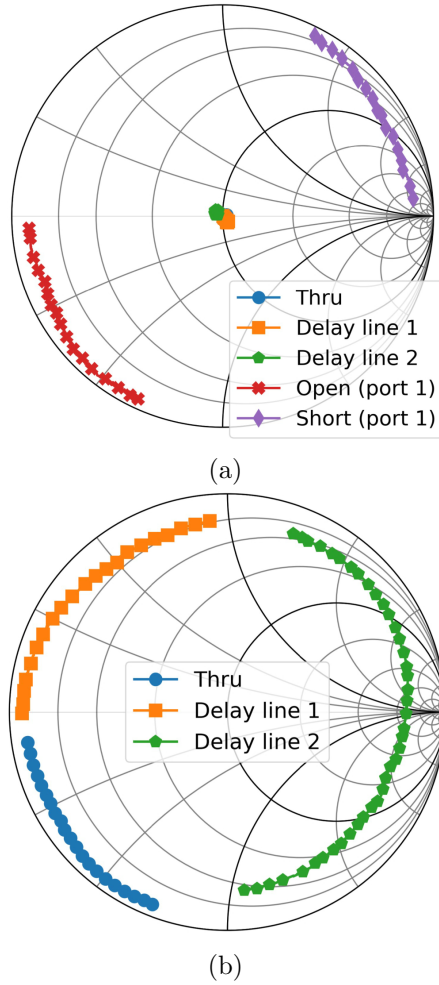 Thru
Delay line 1
Delay line 2
Open (port 1)
Short (port 1)
(a)
Thru
Delay line 1
Delay line 2
(b)